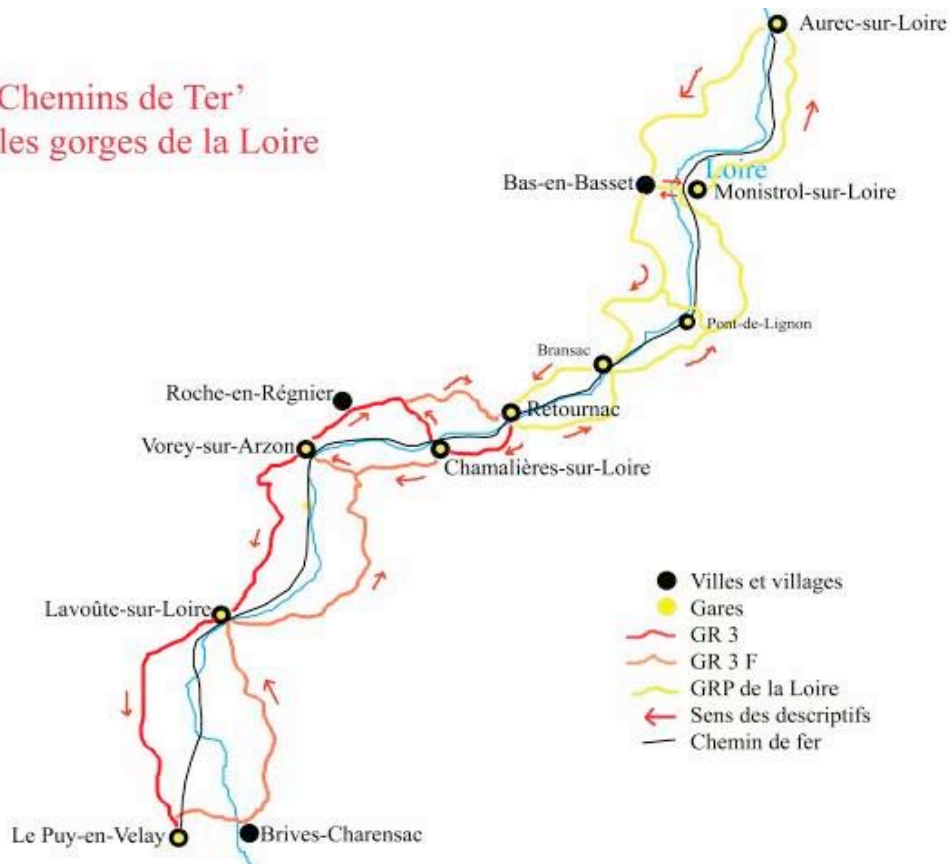 Aurec-sur-Loire
Chemins de Ter’
les gorges de la Loire
Loire
Bas-en-Basset
Monistrol-sur-Loire
Pont-de-Lignon
Bransac
Roche-en-Régnier
Retournac
Vorey-sur-Arzon
Chamalières-sur-Loire
Villes et villages
Gares
Lavoûte-sur-Loire
GR 3
GR 3 F
GRP de la Loire
Sens des descriptifs
Chemin de fer
Le Puy-en-Velay
Brives-Charensac